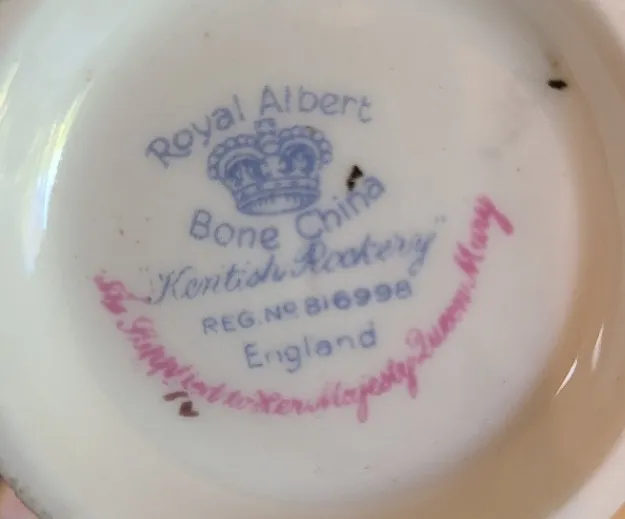 Royal Albert
Bone China
"Kentish Rookery"
REG. No 816998
England
As Supplied to Her Majesty Queen Mary